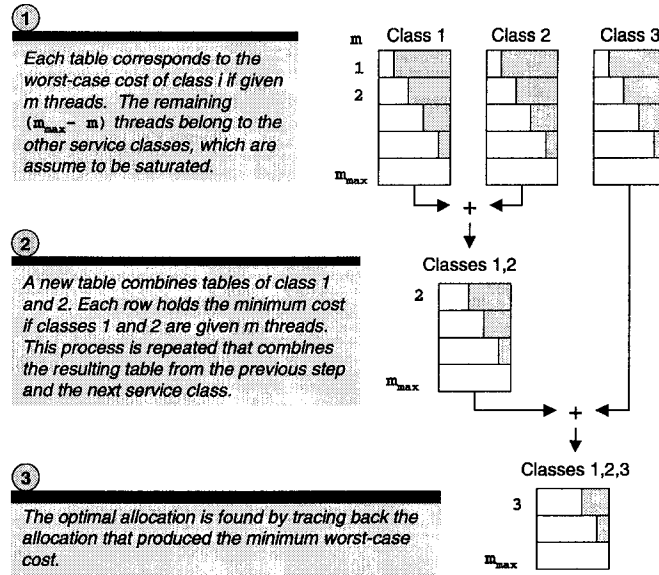 1
Each table corresponds to the
worst-case cost of class i if given
m threads. The remaining
(m_max - m) threads belong to the
other service classes, which are
assume to be saturated.
m Class 1 Class 2 Class 3
1
2
m_max
+
2
A new table combines tables of class 1
and 2. Each row holds the minimum cost
if classes 1 and 2 are given m threads.
This process is repeated that combines
the resulting table from the previous step
and the next service class.
Classes 1,2
2
m_max
+
3
The optimal allocation is found by tracing back the
allocation that produced the minimum worst-case
cost.
Classes 1,2,3
3
m_max